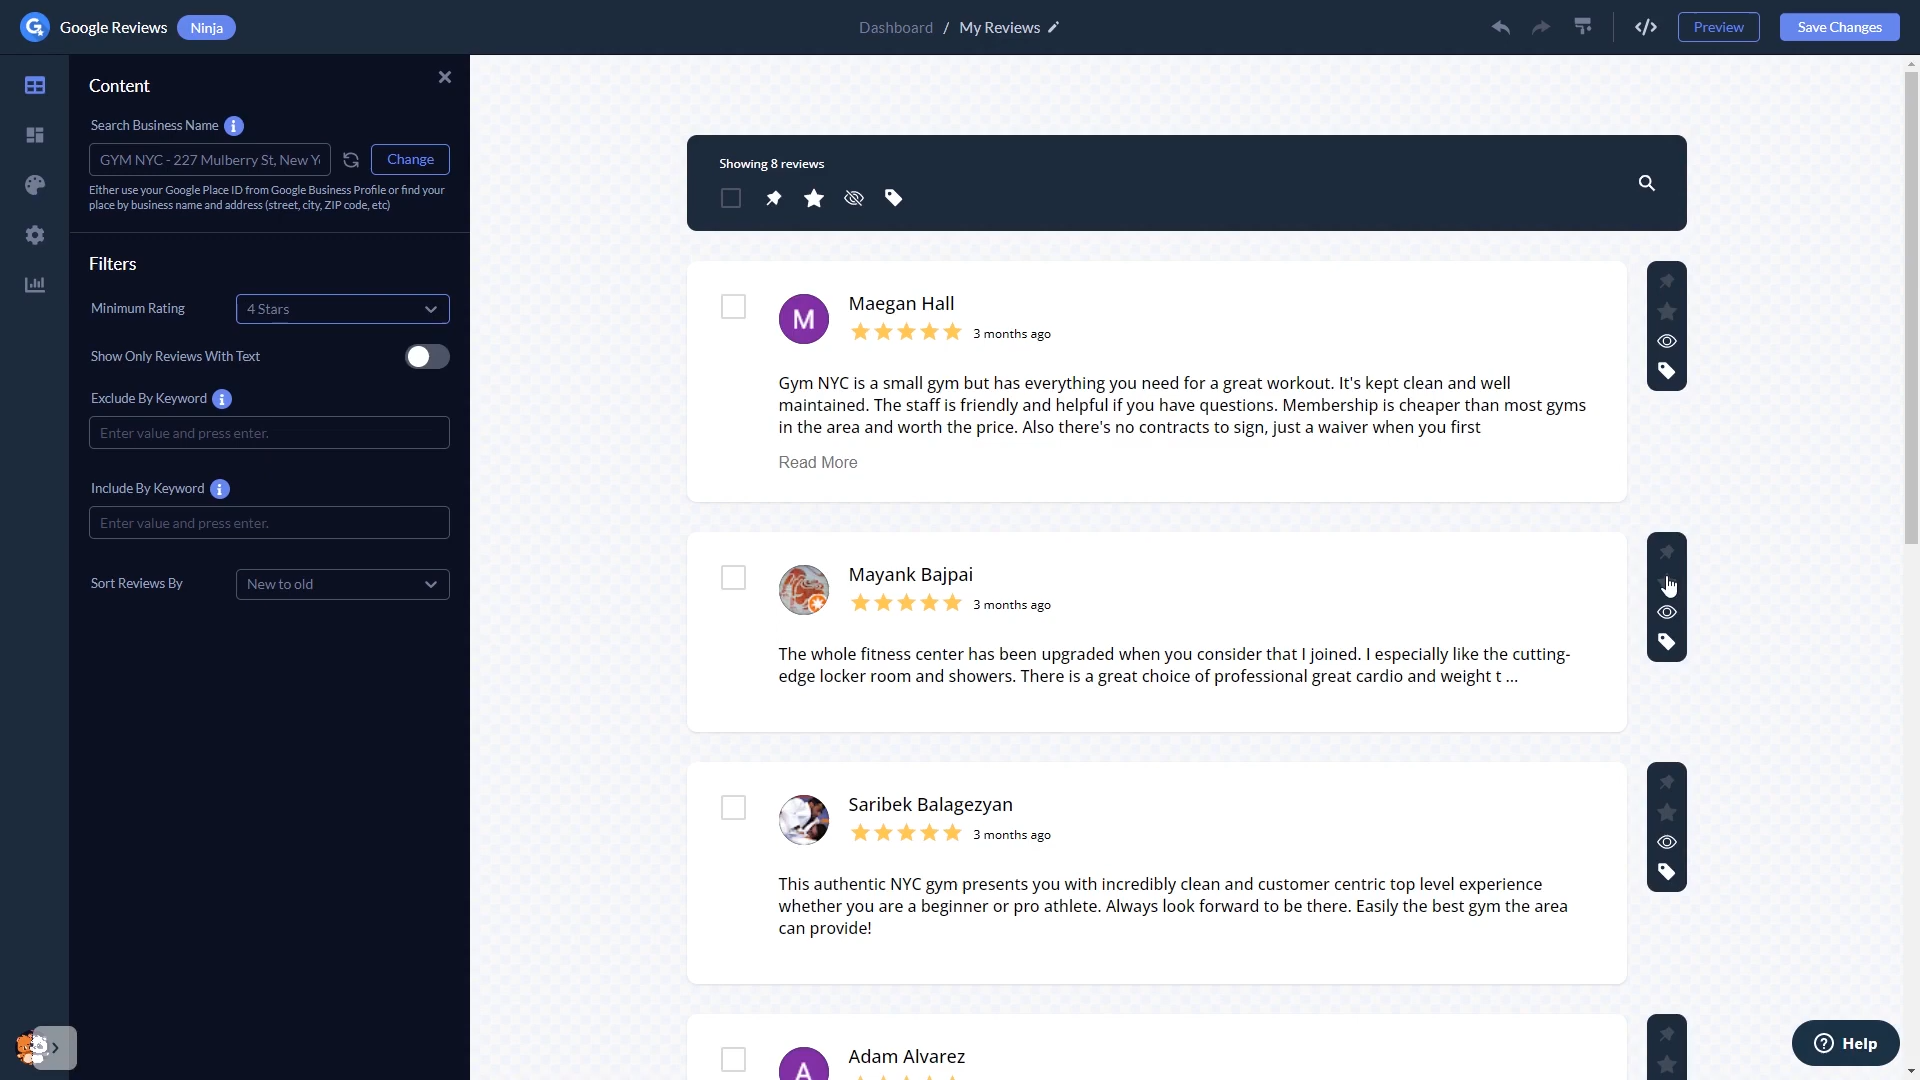 Google Reviews Ninja
Dashboard / My Reviews
Preview
Save Changes
Content
Search Business Name
GYM NYC - 227 Mulberry St, New Y
Change
Either use your Google Place ID from Google Business Profile or find your
place by business name and address (street, city, ZIP code, etc)
Filters
Minimum Rating
4 Stars
Show Only Reviews With Text
Exclude By Keyword
Enter value and press enter.
Include By Keyword
Enter value and press enter.
Sort Reviews By
New to old
Showing 8 reviews
M
Maegan Hall
3 months ago
Gym NYC is a small gym but has everything you need for a great workout. It's kept clean and well
maintained. The staff is friendly and helpful if you have questions. Membership is cheaper than most gyms
in the area and worth the price. Also there's no contracts to sign, just a waiver when you first
Read More
Mayank Bajpai
3 months ago
The whole fitness center has been upgraded when you consider that I joined. I especially like the cutting-
edge locker room and showers. There is a great choice of professional great cardio and weight t ...
Saribek Balagezyan
3 months ago
This authentic NYC gym presents you with incredibly clean and customer centric top level experience
whether you are a beginner or pro athlete. Always look forward to be there. Easily the best gym the area
can provide!
A
Adam Alvarez
Help